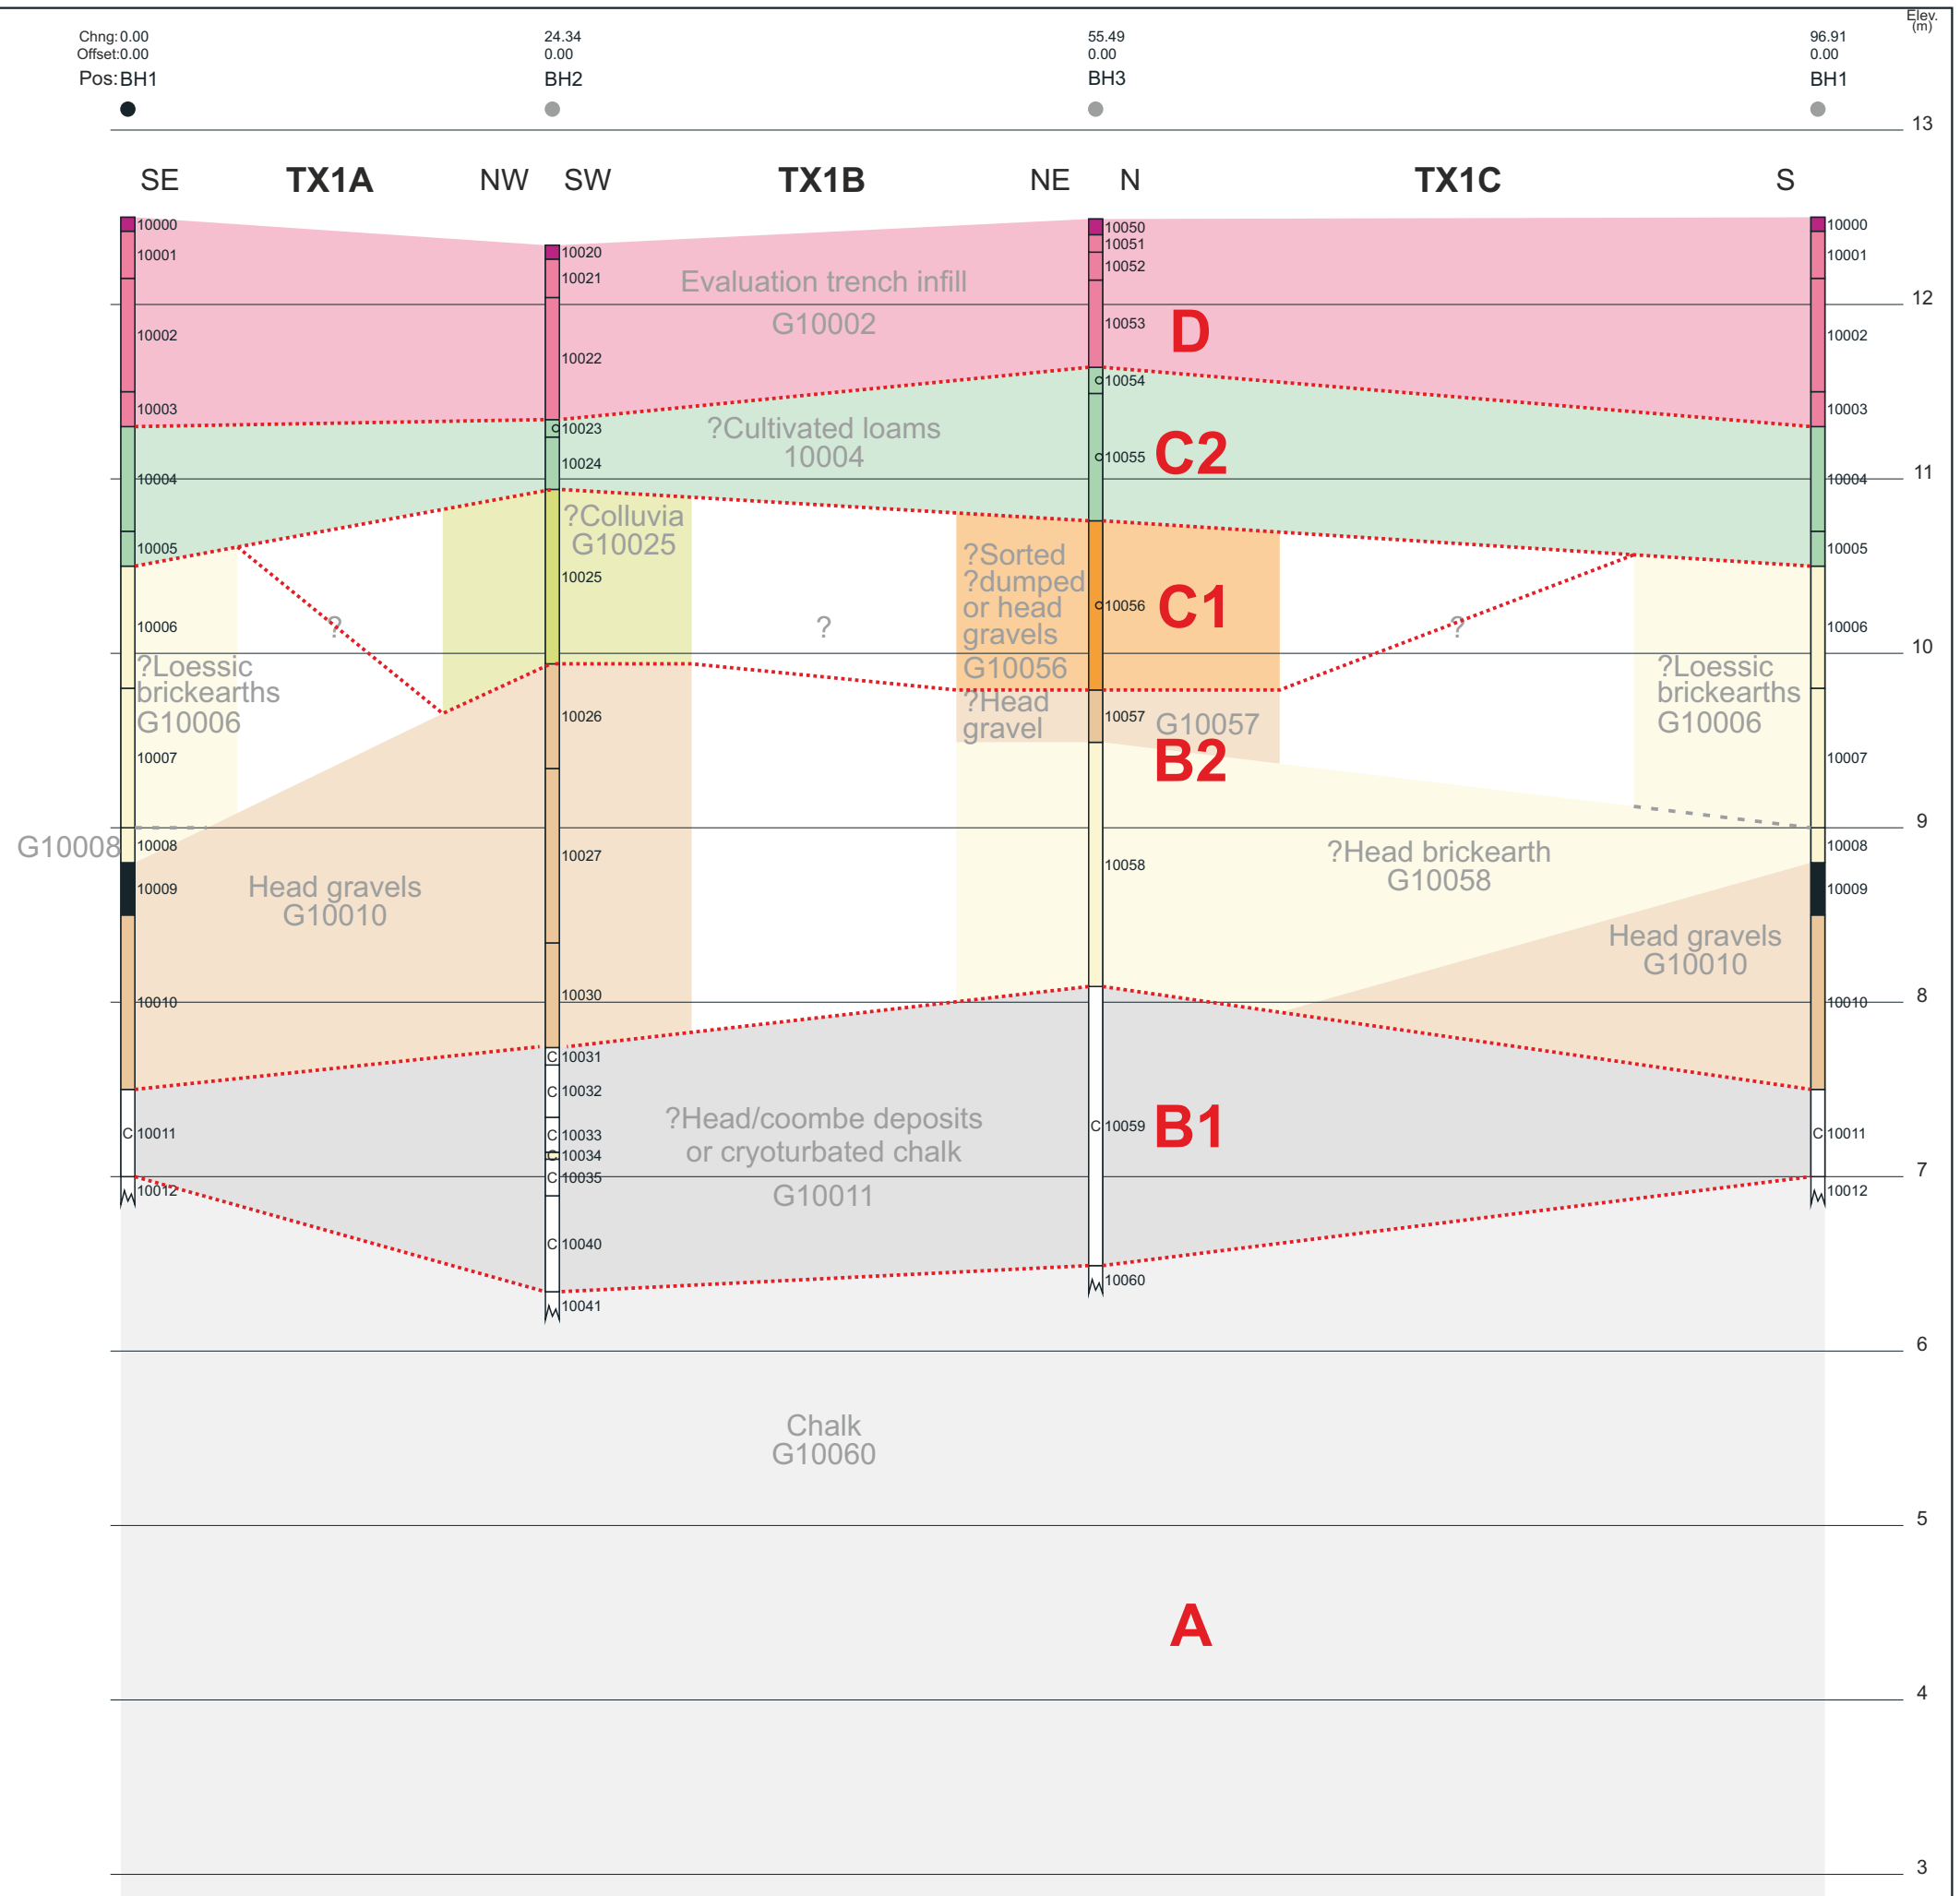 Elev.
(m)
Chng: 0.00 24.34 55.49 96.91
Offset: 0.00 0.00 0.00 0.00
Pos: BH1 BH2 BH3 BH1
13
SE TX1A NW SW TX1B NE N TX1C S
10000
10001
10002
10003
10004
10005
10006
?Loessic
brickearths
G10006
10007
G10008
10008
10009
10010
10011
10012
?
Head gravels
G10010
10020
10021
10022
10023
10024
?Colluvia
G10025
10025
10026
10027
10030
10031
10032
10033
10034
10035
10040
10041
Evaluation trench infill
G10002
?Cultivated loams
10004
?
?Sorted
?dumped
or head
gravels
G10056
?Head
gravel
?Head/coombe deposits
or cryoturbated chalk
G10011
Chalk
G10060
10050
10051
10052
10053
10054
10055
10056
10057
G10057
10058
10059
10060
D
C2
C1
B2
B1
A
?
?Head brickearth
G10058
?Loessic
brickearths
G10006
Head gravels
G10010
10000
10001
10002
10003
10004
10005
10006
10007
10008
10009
10010
10011
10012
12
11
10
9
8
7
6
5
4
3